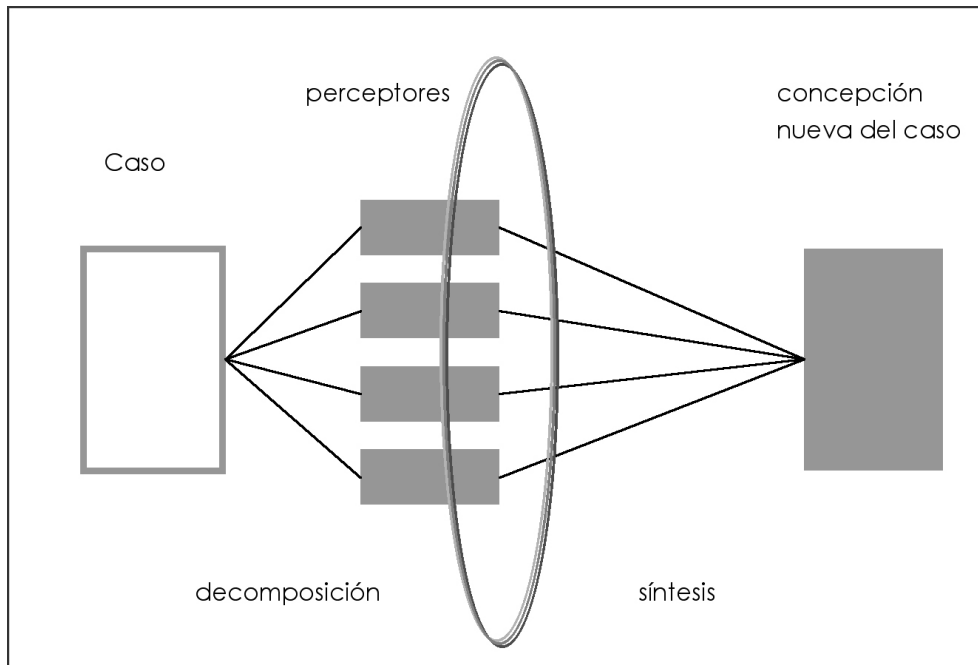 perceptores
concepción
nueva del caso
Caso
decomposición
síntesis